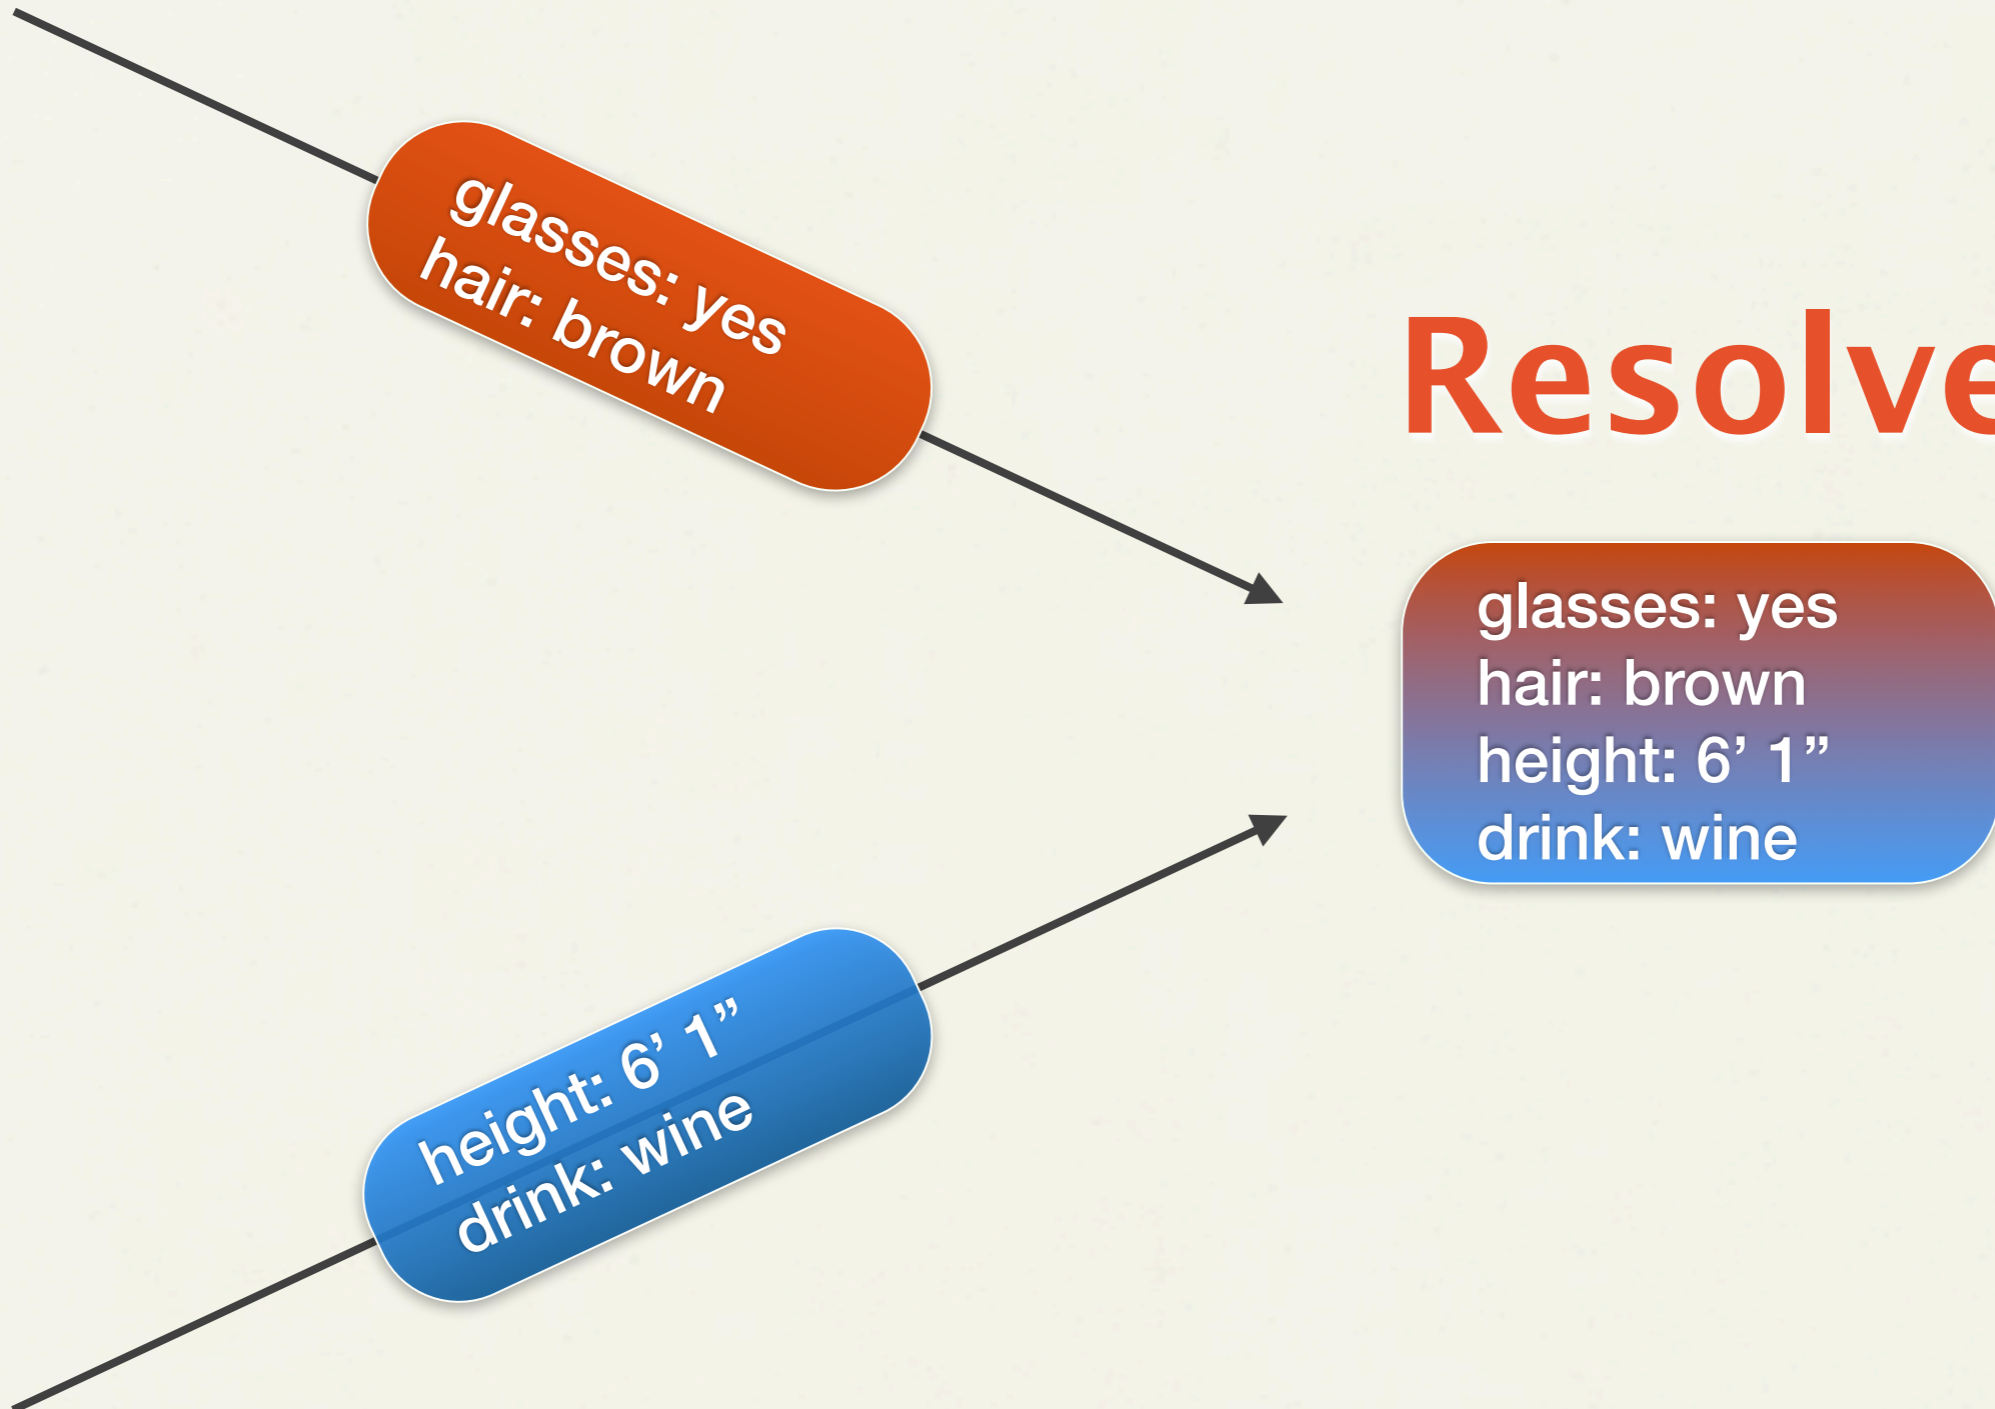 glasses: yes
hair: brown
Resolve
glasses: yes
hair: brown
height: 6’ 1”
drink: wine
height: 6’ 1”
drink: wine